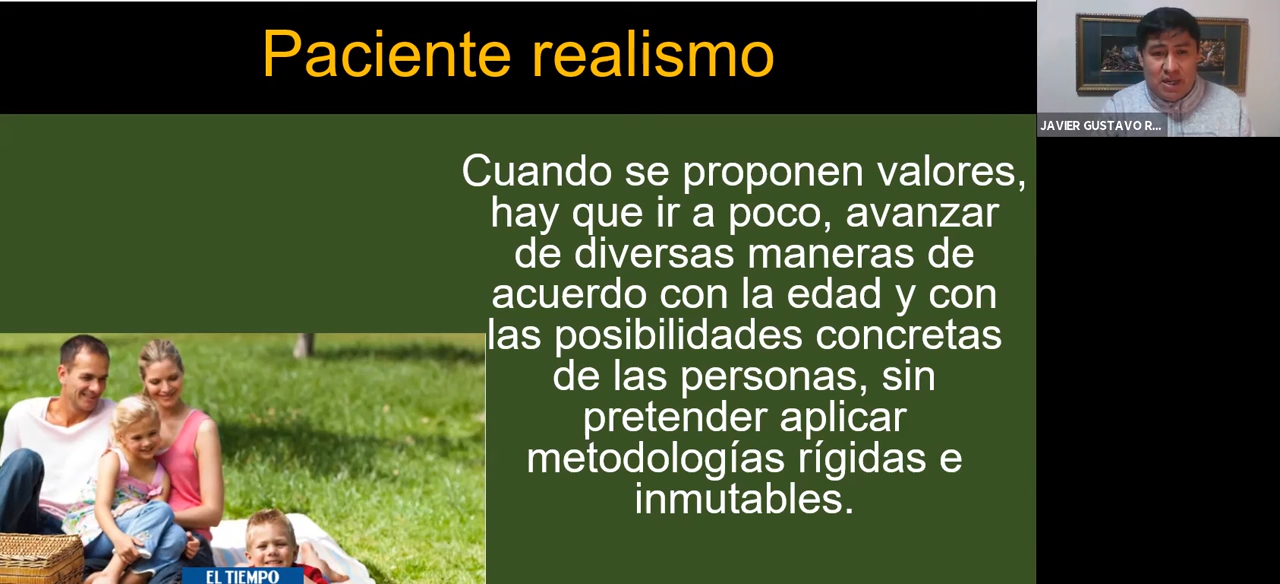 Paciente realismo
JAVIER GUSTAVO R...
Cuando se proponen valores,
hay que ir a poco, avanzar
de diversas maneras de
acuerdo con la edad y con
las posibilidades concretas
de las personas, sin
pretender aplicar
metodologías rígidas e
inmutables.
EL TIEMPO